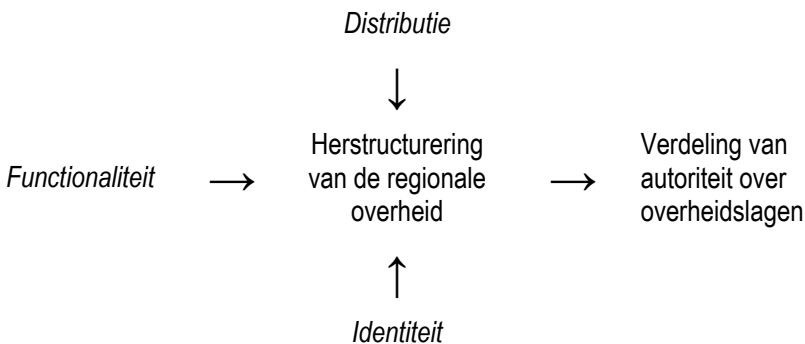 Distributie
↓
Herstructurering
van de regionale
overheid
Functionaliteit
→
→
Verdeling van
autoriteit over
overheidslagen
↑
Identiteit